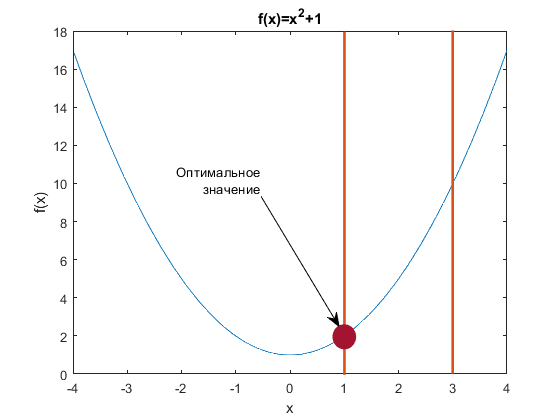 f(x)=x²+1
18
16
14
12
10
8
6
4
2
0
f(x)
Оптимальное
значение
-4 -3 -2 -1 0 1 2 3 4
x